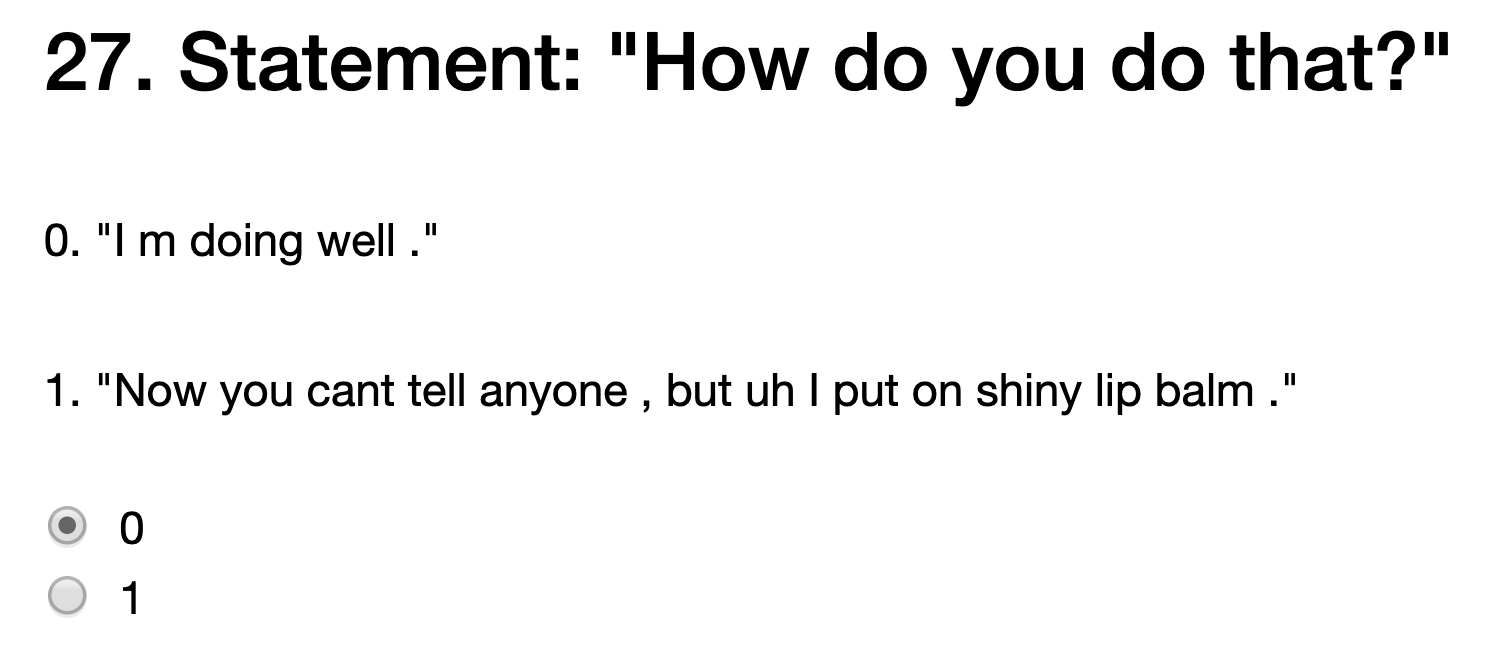 27. Statement: "How do you do that?"
0. "I m doing well ."
1. "Now you cant tell anyone , but uh I put on shiny lip balm ."
0
1